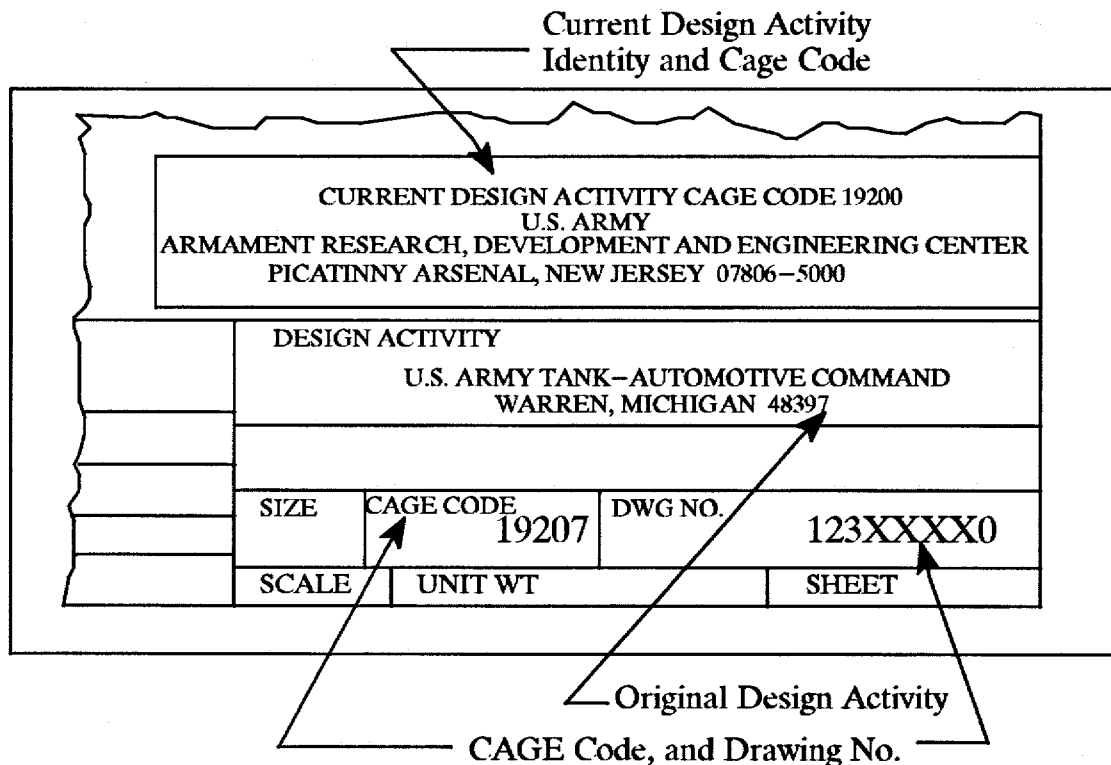 Current Design Activity
Identity and Cage Code
CURRENT DESIGN ACTIVITY CAGE CODE 19200
U.S. ARMY
ARMAMENT RESEARCH, DEVELOPMENT AND ENGINEERING CENTER
PICATINNY ARSENAL, NEW JERSEY 07806-5000
DESIGN ACTIVITY
U.S. ARMY TANK-AUTOMOTIVE COMMAND
WARREN, MICHIGAN 48397
SIZE CAGE CODE DWG NO.
19207 123XXXX0
SCALE UNIT WT SHEET
Original Design Activity
CAGE Code, and Drawing No.